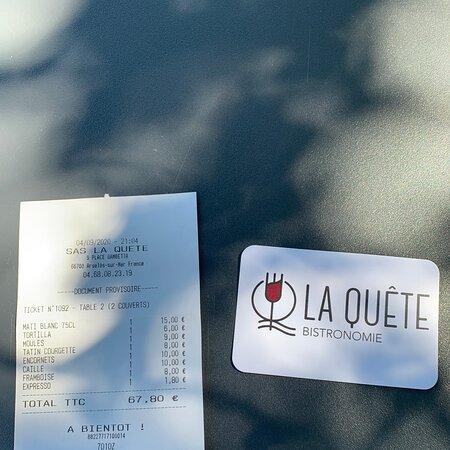 04/09/2020 - 21:04
SAS LA QUETE
5 PLACE GAMBETTA
66700 Argelès-sur-Mer France
04.68.08.23.19
DOCUMENT PROVISOIRE
TICKET N°1092 - TABLE 2 (2 COUVERTS)
MATI BLANC 75CL 1 15,00 €
TORTILLA 1 6,00 €
MOULES 1 9,00 €
TATIN COURGETTE 1 8,00 €
ENCORNETS 1 10,00 €
CAILLE 1 10,00 €
FRAMBOISE 1 8,00 €
EXPRESSO 1 1,80 €
TOTAL TTC 67,80 €
A BIENTOT !
70107
LA QUÊTE
BISTRONOMIE